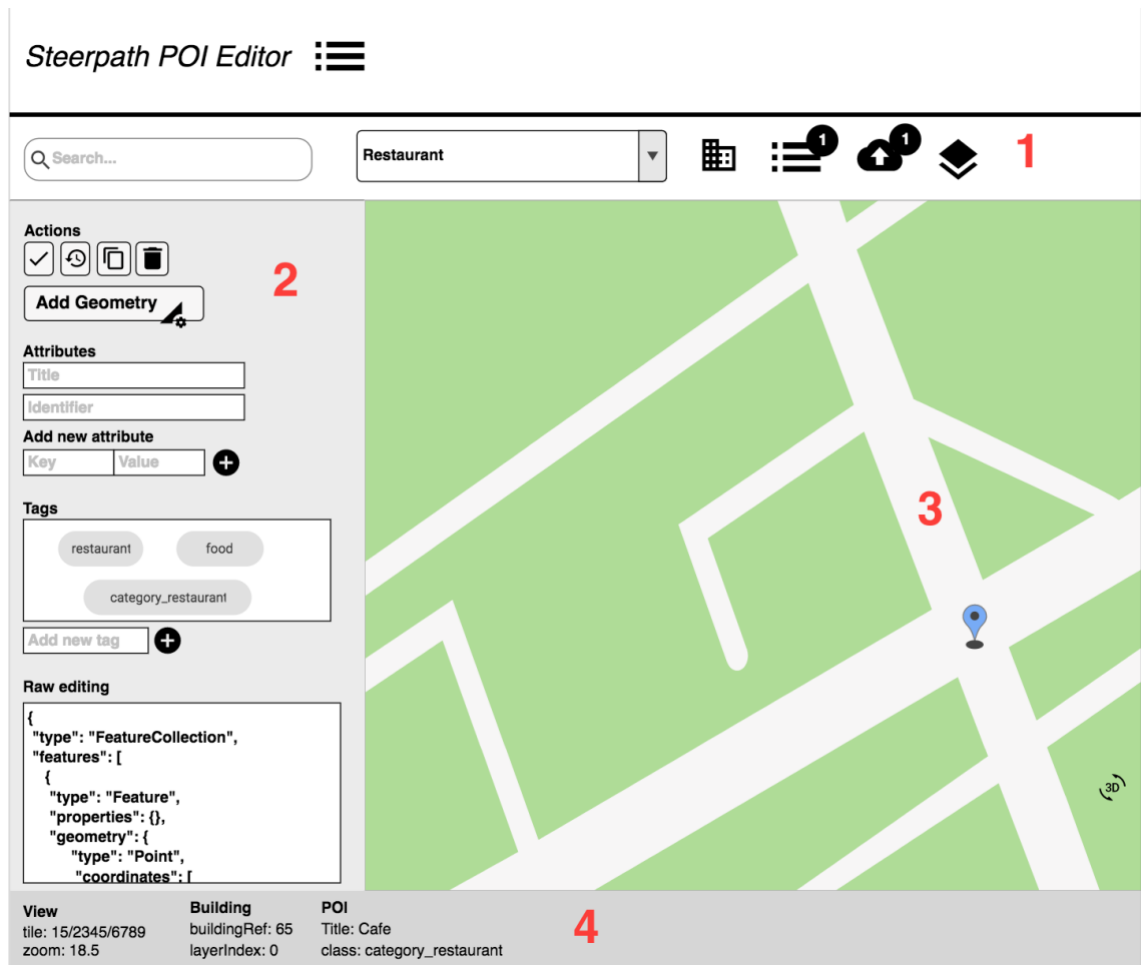 Steerpath POI Editor
Search...
Restaurant
1
1
1
Actions
2
Add Geometry
Attributes
Title
Identifier
Add new attribute
Key Value
Tags
restaurant food
category_restaurant
Add new tag
Raw editing
{
"type": "FeatureCollection",
"features": [
{
"type": "Feature",
"properties": {},
"geometry": {
"type": "Point",
"coordinates": [
3
3D
View
tile: 15/2345/6789
zoom: 18.5
Building
buildingRef: 65
layerIndex: 0
POI
Title: Cafe
class: category_restaurant
4